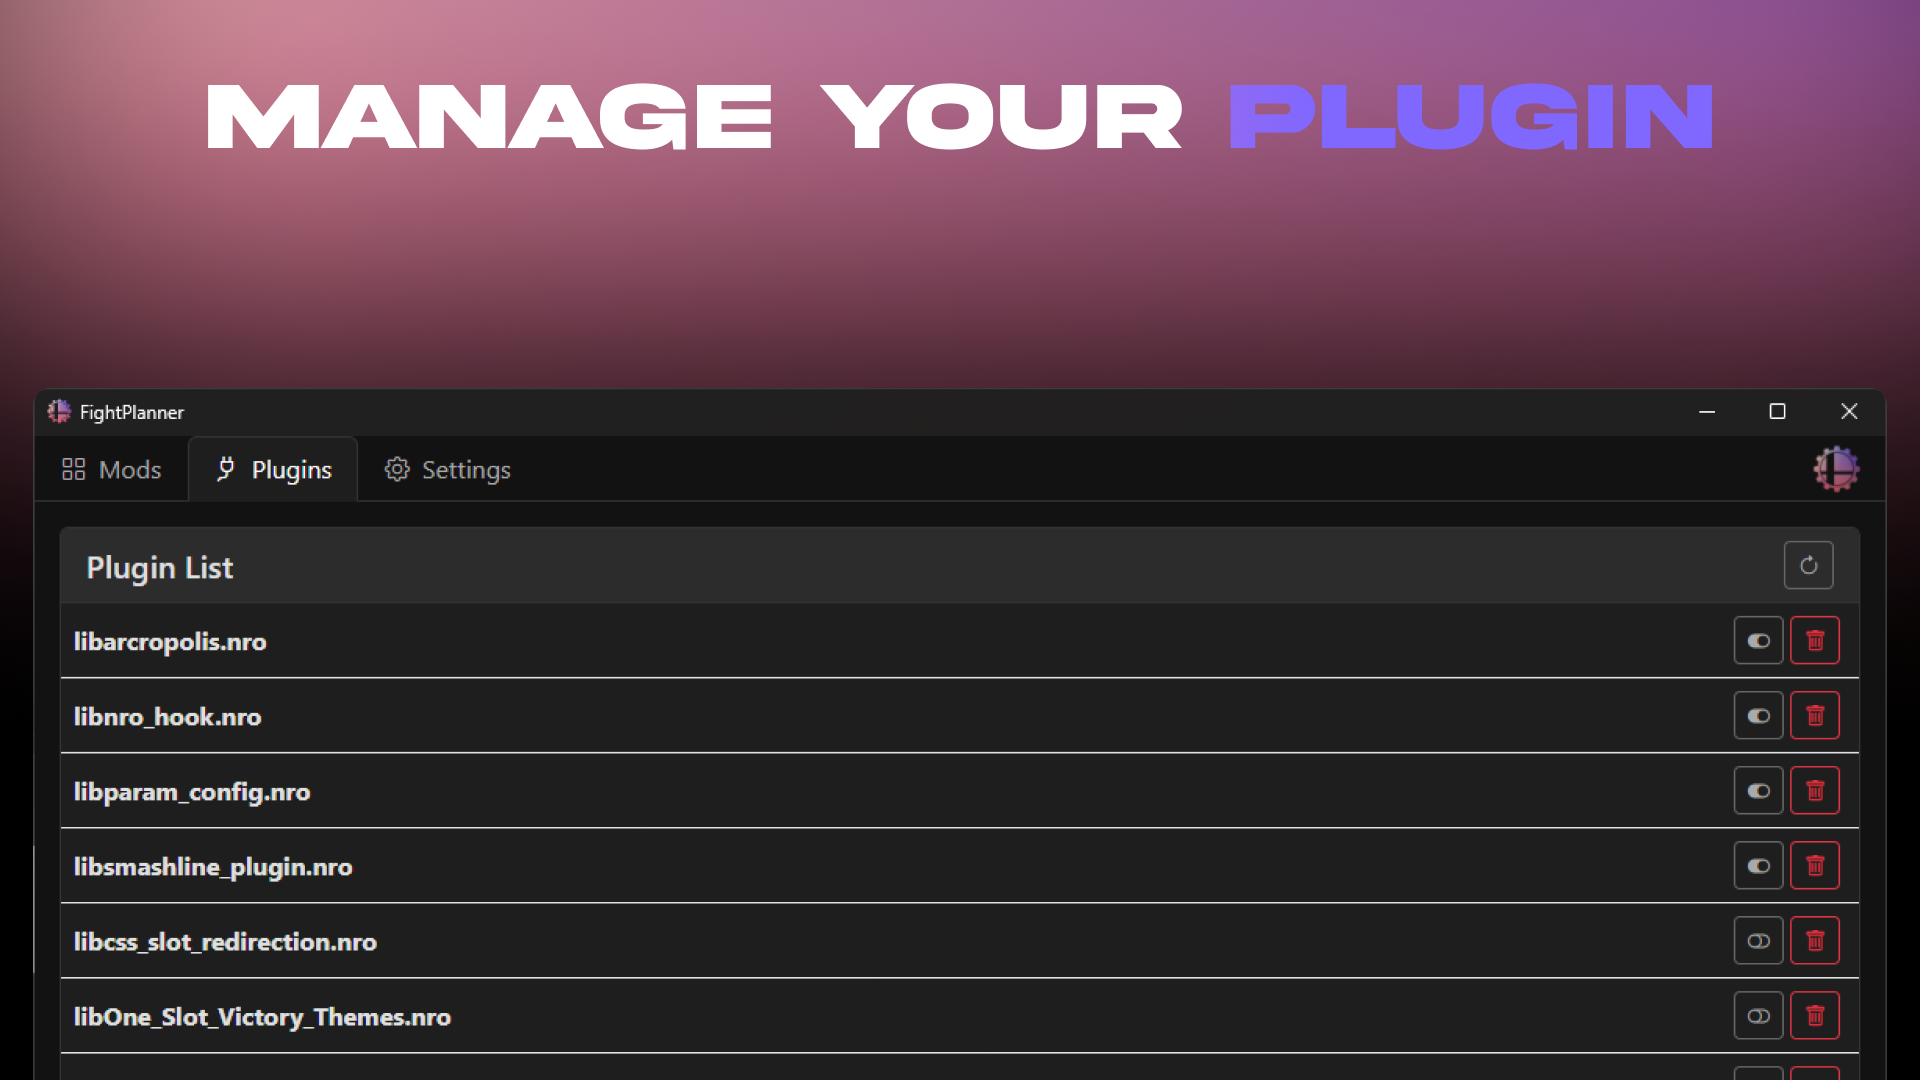 MANAGE YOUR PLUGIN
FightPlanner
Mods Plugins Settings
Plugin List
libarcropolis.nro
libnro_hook.nro
libparam_config.nro
libsmashline_plugin.nro
libcss_slot_redirection.nro
libOne_Slot_Victory_Themes.nro